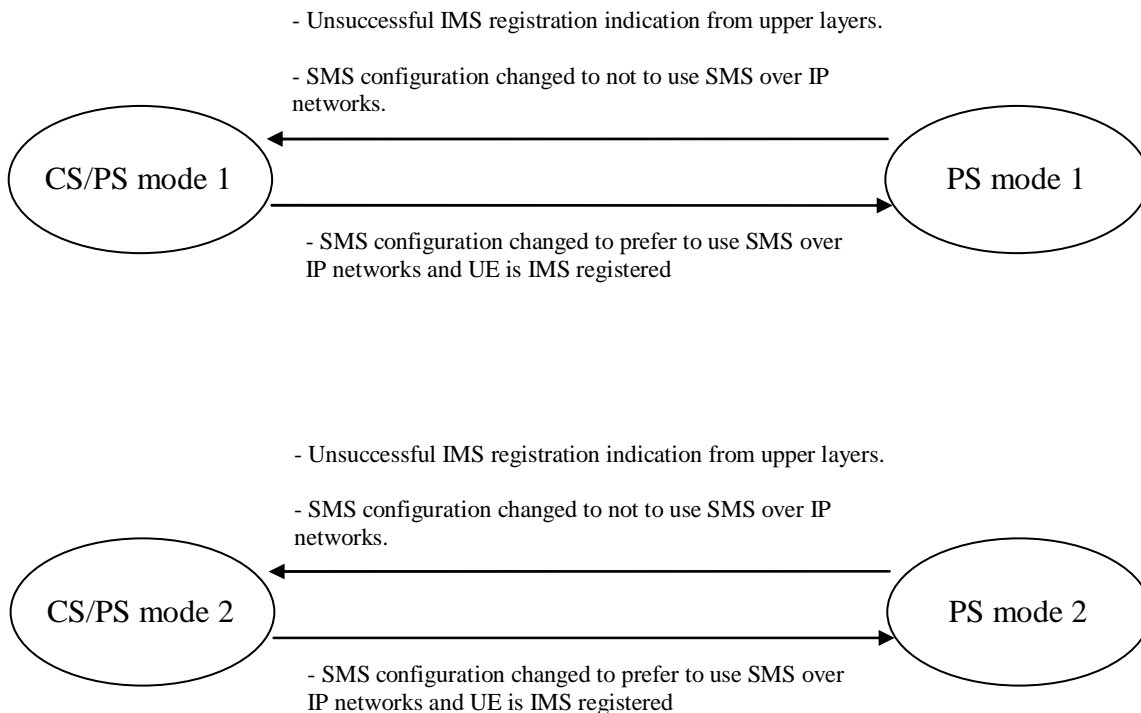 - Unsuccessful IMS registration indication from upper layers.
- SMS configuration changed to not to use SMS over IP
networks.
CS/PS mode 1
PS mode 1
- SMS configuration changed to prefer to use SMS over
IP networks and UE is IMS registered
- Unsuccessful IMS registration indication from upper layers.
- SMS configuration changed to not to use SMS over IP
networks.
CS/PS mode 2
PS mode 2
- SMS configuration changed to prefer to use SMS over
IP networks and UE is IMS registered